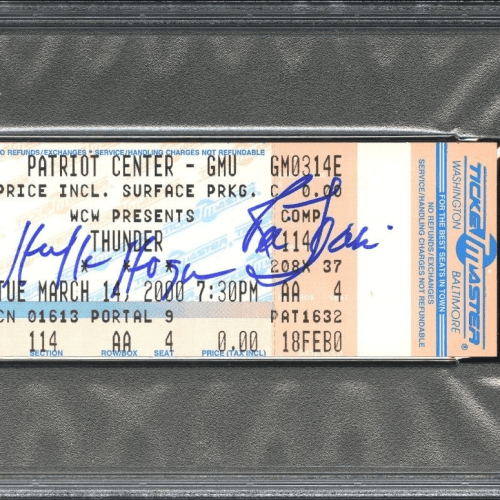 NO REFUNDS/EXCHANGES * SERVICE/HANDLING CHARGES NOT REFUNDABLE
PATRIOT CENTER - GMU GM0314E
PRICE INCL. SURFACE PRKG. C 0.00
WCW PRESENTS COMP
THUNDER 114
Hulk Hogan
* * 208X 37
TUE MARCH 14, 2000 7:30PM AA 4
CN 01613 PORTAL 9 PAT1632
114 AA 4 0.00 18FEB0
SECTION ROW/BOX SEAT PRICE (TAX INCL)
WASHINGTON
TICKETMASTER
BALTIMORE
FOR THE BEST SEATS IN TOWN
NO REFUNDS/EXCHANGES
SERVICE/HANDLING CHARGES NOT REFUNDABLE